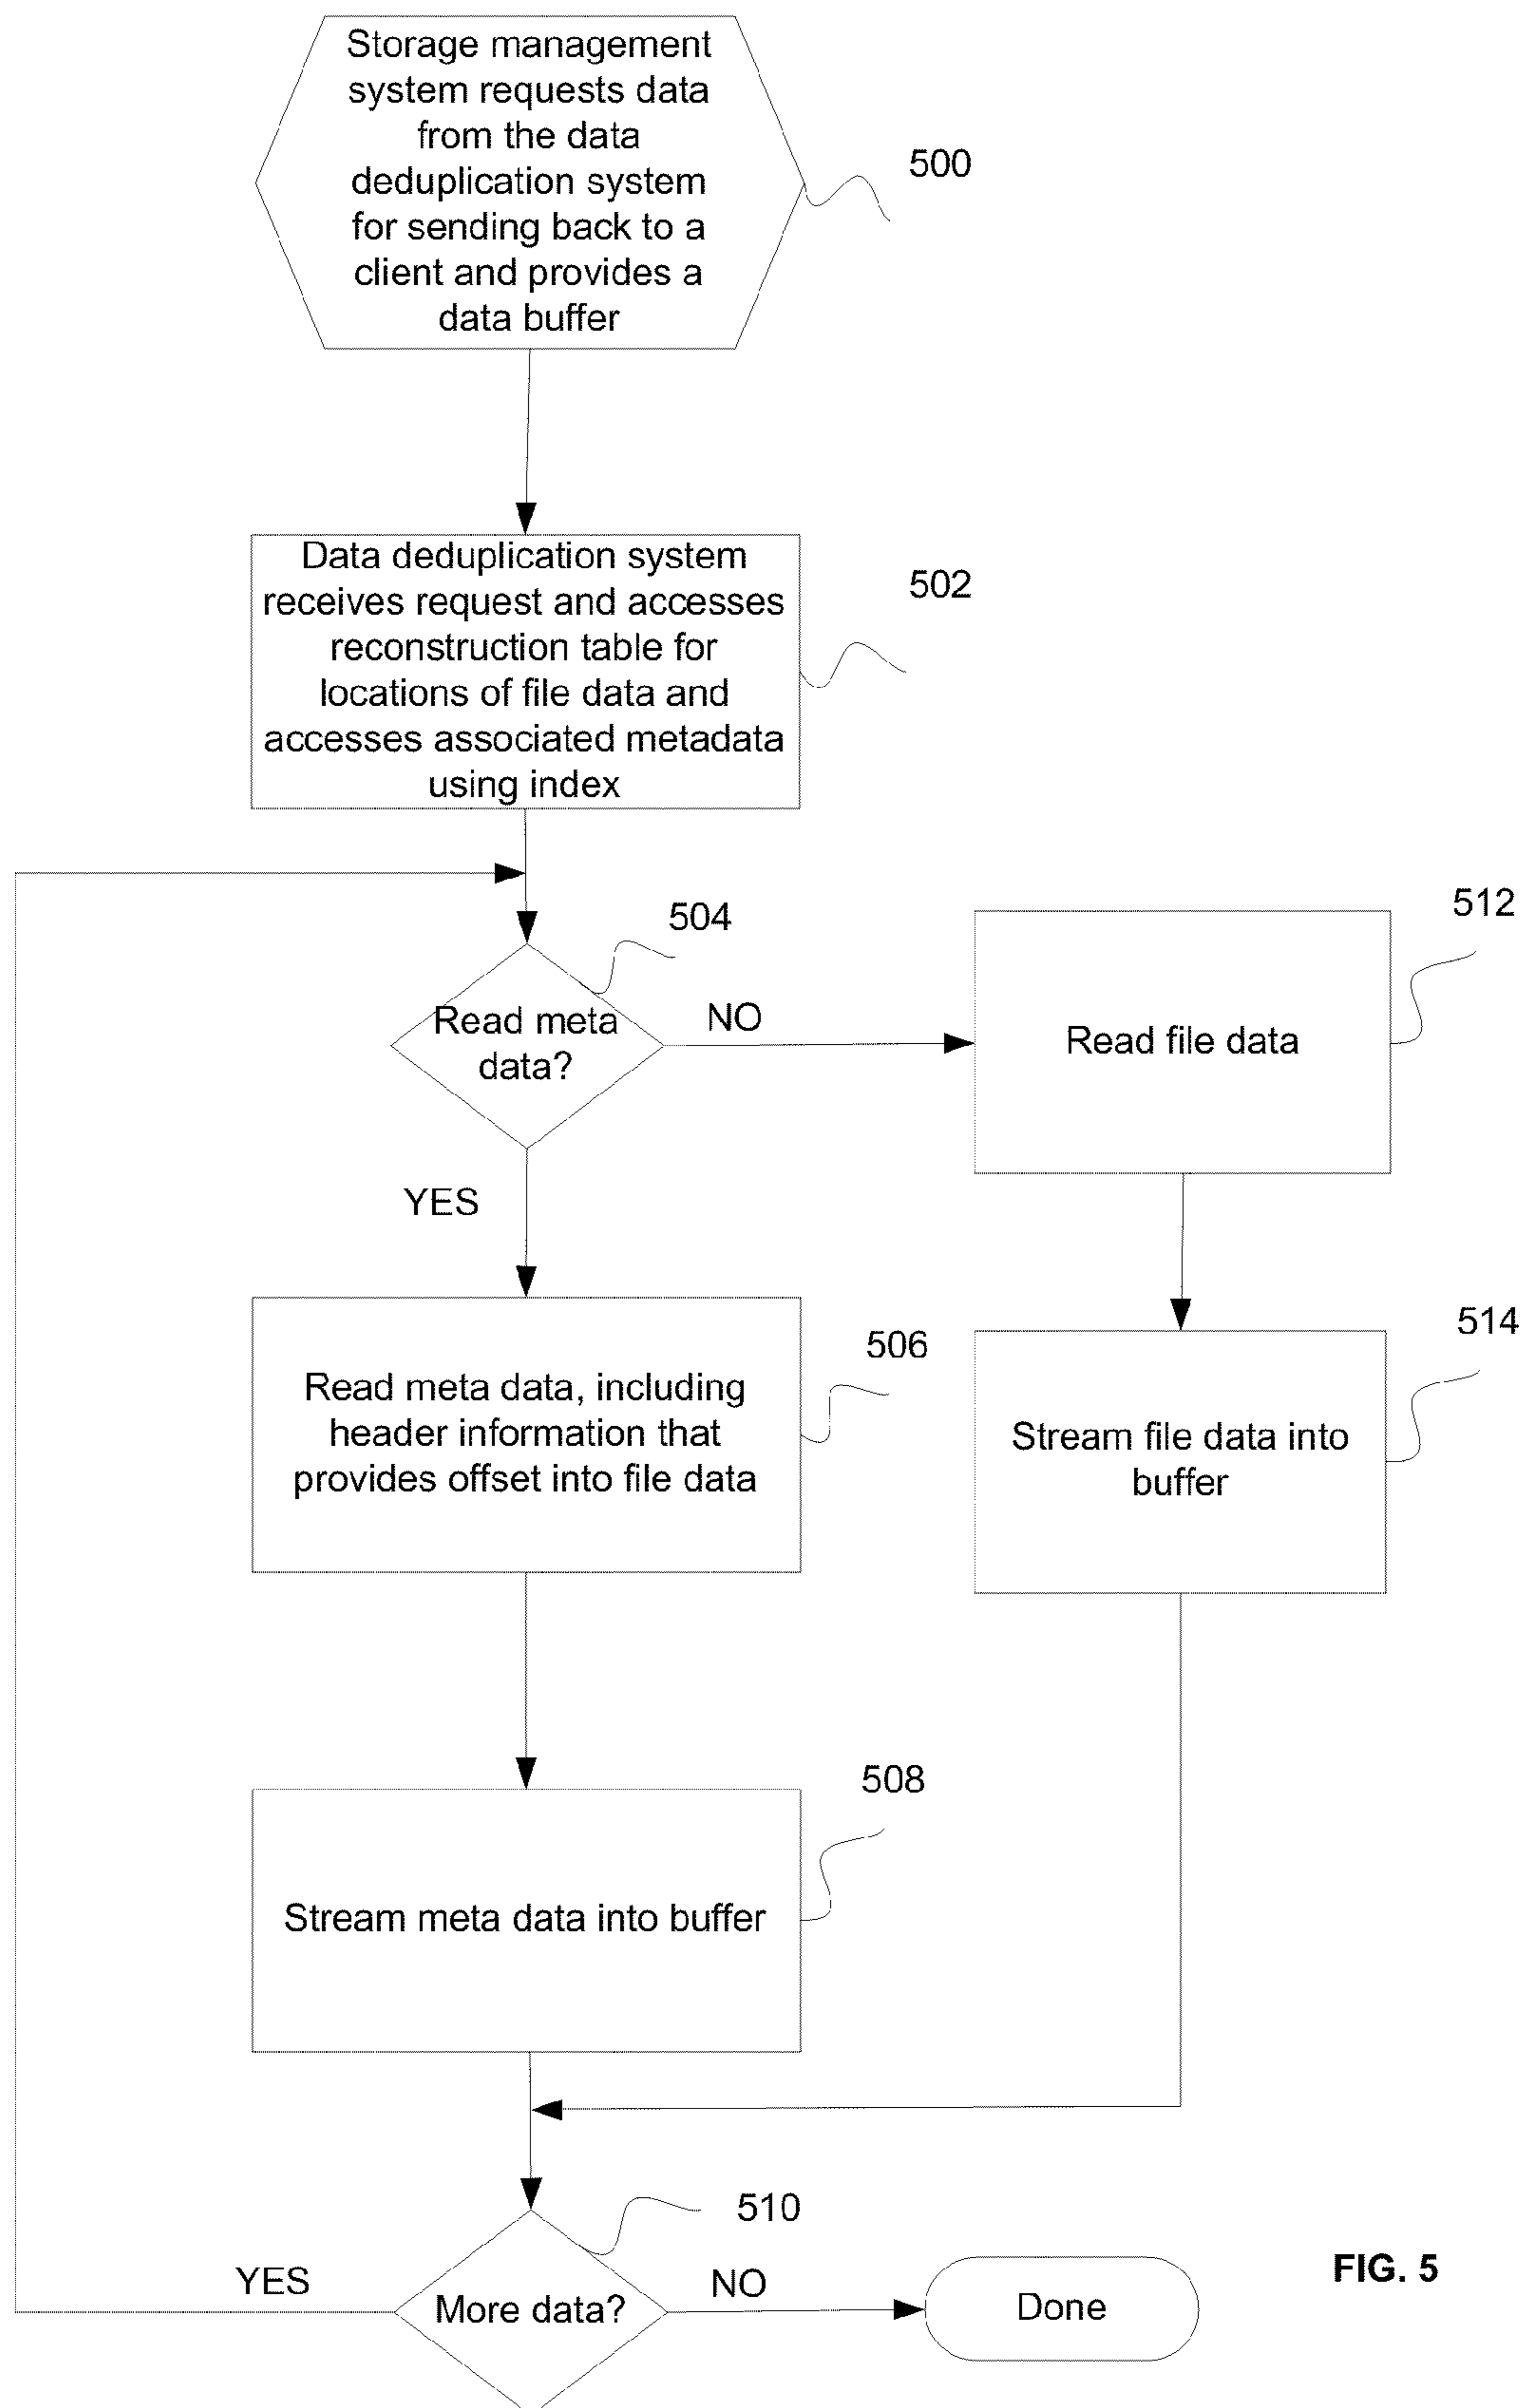 Storage management
system requests data
from the data
deduplication system
for sending back to a
client and provides a
data buffer
500
Data deduplication system
receives request and accesses
reconstruction table for
locations of file data and
accesses associated metadata
using index
502
504
Read meta
data?
NO
YES
512
Read file data
506
Read meta data, including
header information that
provides offset into file data
514
Stream file data into
buffer
508
Stream meta data into buffer
510
More data?
YES
NO
Done
FIG. 5